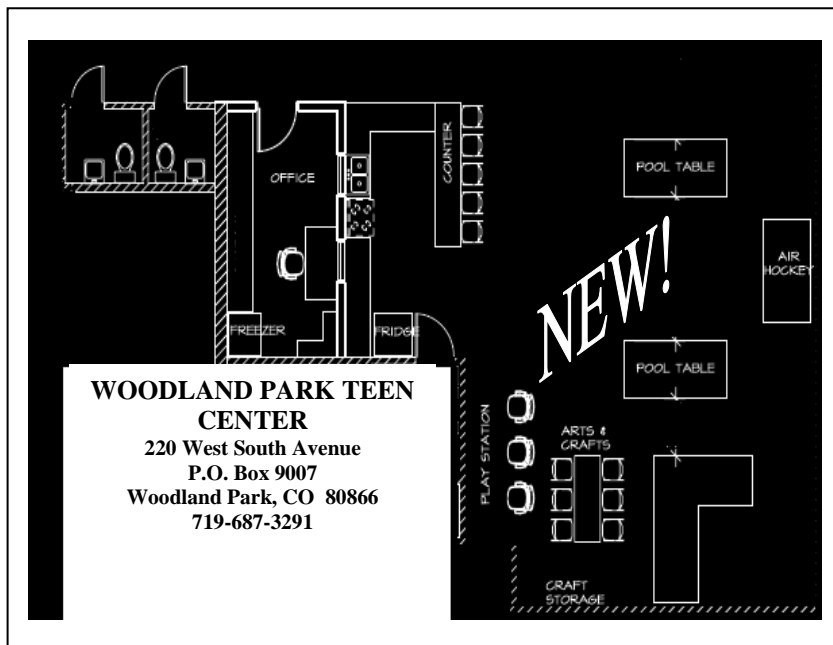 OFFICE
COUNTER
POOL TABLE
NEW!
AIR
HOCKEY
FREEZER
FRIDGE
POOL TABLE
WOODLAND PARK TEEN
CENTER
220 West South Avenue
P.O. Box 9007
Woodland Park, CO  80866
719-687-3291
PLAY STATION
ARTS &
CRAFTS
CRAFT
STORAGE